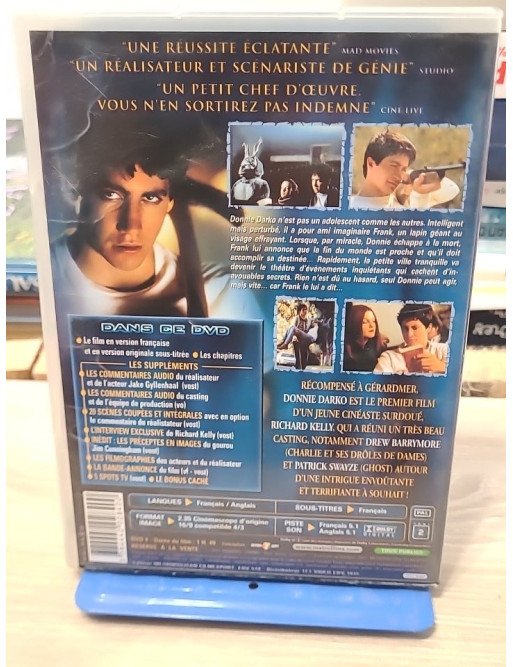 "UNE RÉUSSITE ÉCLATANTE" MAD MOVIES
"UN RÉALISATEUR ET SCÉNARISTE DE GÉNIE" STUDIO
"UN PETIT CHEF D'ŒUVRE.
VOUS N'EN SORTIREZ PAS INDEMNE" CINÉ LIVE
Donnie Darko n'est pas un adolescent comme les autres. Intelligent
mais perturbé, il a pour ami imaginaire Frank, un lapin géant au
visage effrayant. Lorsque, par miracle, Donnie échappe à la mort,
Frank lui annonce que la fin du monde est proche et qu'il doit
accomplir sa destinée... Rapidement, la petite ville tranquille va
devenir le théâtre d'événements inquiétants qui cachent d'in-
avouables secrets. Rien n'est dû au hasard, seul Donnie peut agir,
mais vite... car Frank le lui a dit...
DANS CE DVD
Le film en version française
et en version originale sous-titrée • Les chapitres
LES SUPPLÉMENTS
LES COMMENTAIRES AUDIO du réalisateur
et de l'acteur Jake Gyllenhaal (vost)
LES COMMENTAIRES AUDIO du casting
et de l'équipe de production (vo)
20 SCÈNES COUPÉES ET INTÉGRALES avec en option
le commentaire du réalistateur (vost)
L'INTERVIEW EXCLUSIVE de Richard Kelly (vost)
INÉDIT : LES PRÉCEPTES EN IMAGES du gourou
Jim Cunningham (vost)
LES FILMOGRAPHIES des acteurs et du réalisateur
LA BANDE-ANNONCE du film (vf - vost)
5 SPOTS TV (vost) • LE BONUS CACHÉ
RÉCOMPENSÉ À GÉRARDMER,
DONNIE DARKO EST LE PREMIER FILM
D'UN JEUNE CINÉASTE SURDOUÉ,
RICHARD KELLY, QUI A RÉUNI UN TRÈS BEAU
CASTING, NOTAMMENT DREW BARRYMORE
(CHARLIE ET SES DRÔLES DE DAMES)
ET PATRICK SWAYZE (GHOST) AUTOUR
D'UNE INTRIGUE ENVOÛTANTE
ET TERRIFIANTE À SOUHAIT !
LANGUES Français / Anglais
SOUS-TITRES Français
PAL
FORMAT IMAGE 2.35 Cinémascope d'origine
16/9 compatible 4/3
PISTE SON Français 5.1
Anglais 5.1
DOLBY DIGITAL
2
TOUS PUBLICS
RÉSERVÉ À LA VENTE